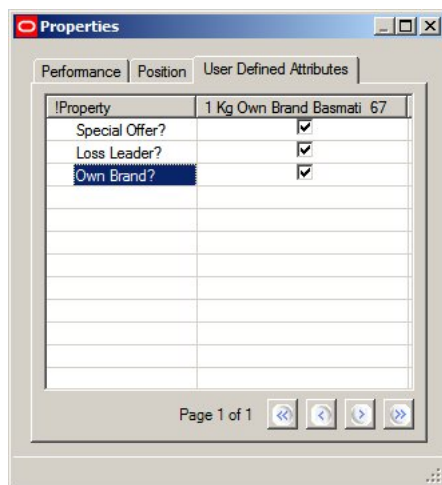 Properties
Performance Position User Defined Attributes
!Property 1 Kg Own Brand Basmati 67
Special Offer?
Loss Leader?
Own Brand?
Page 1 of 1